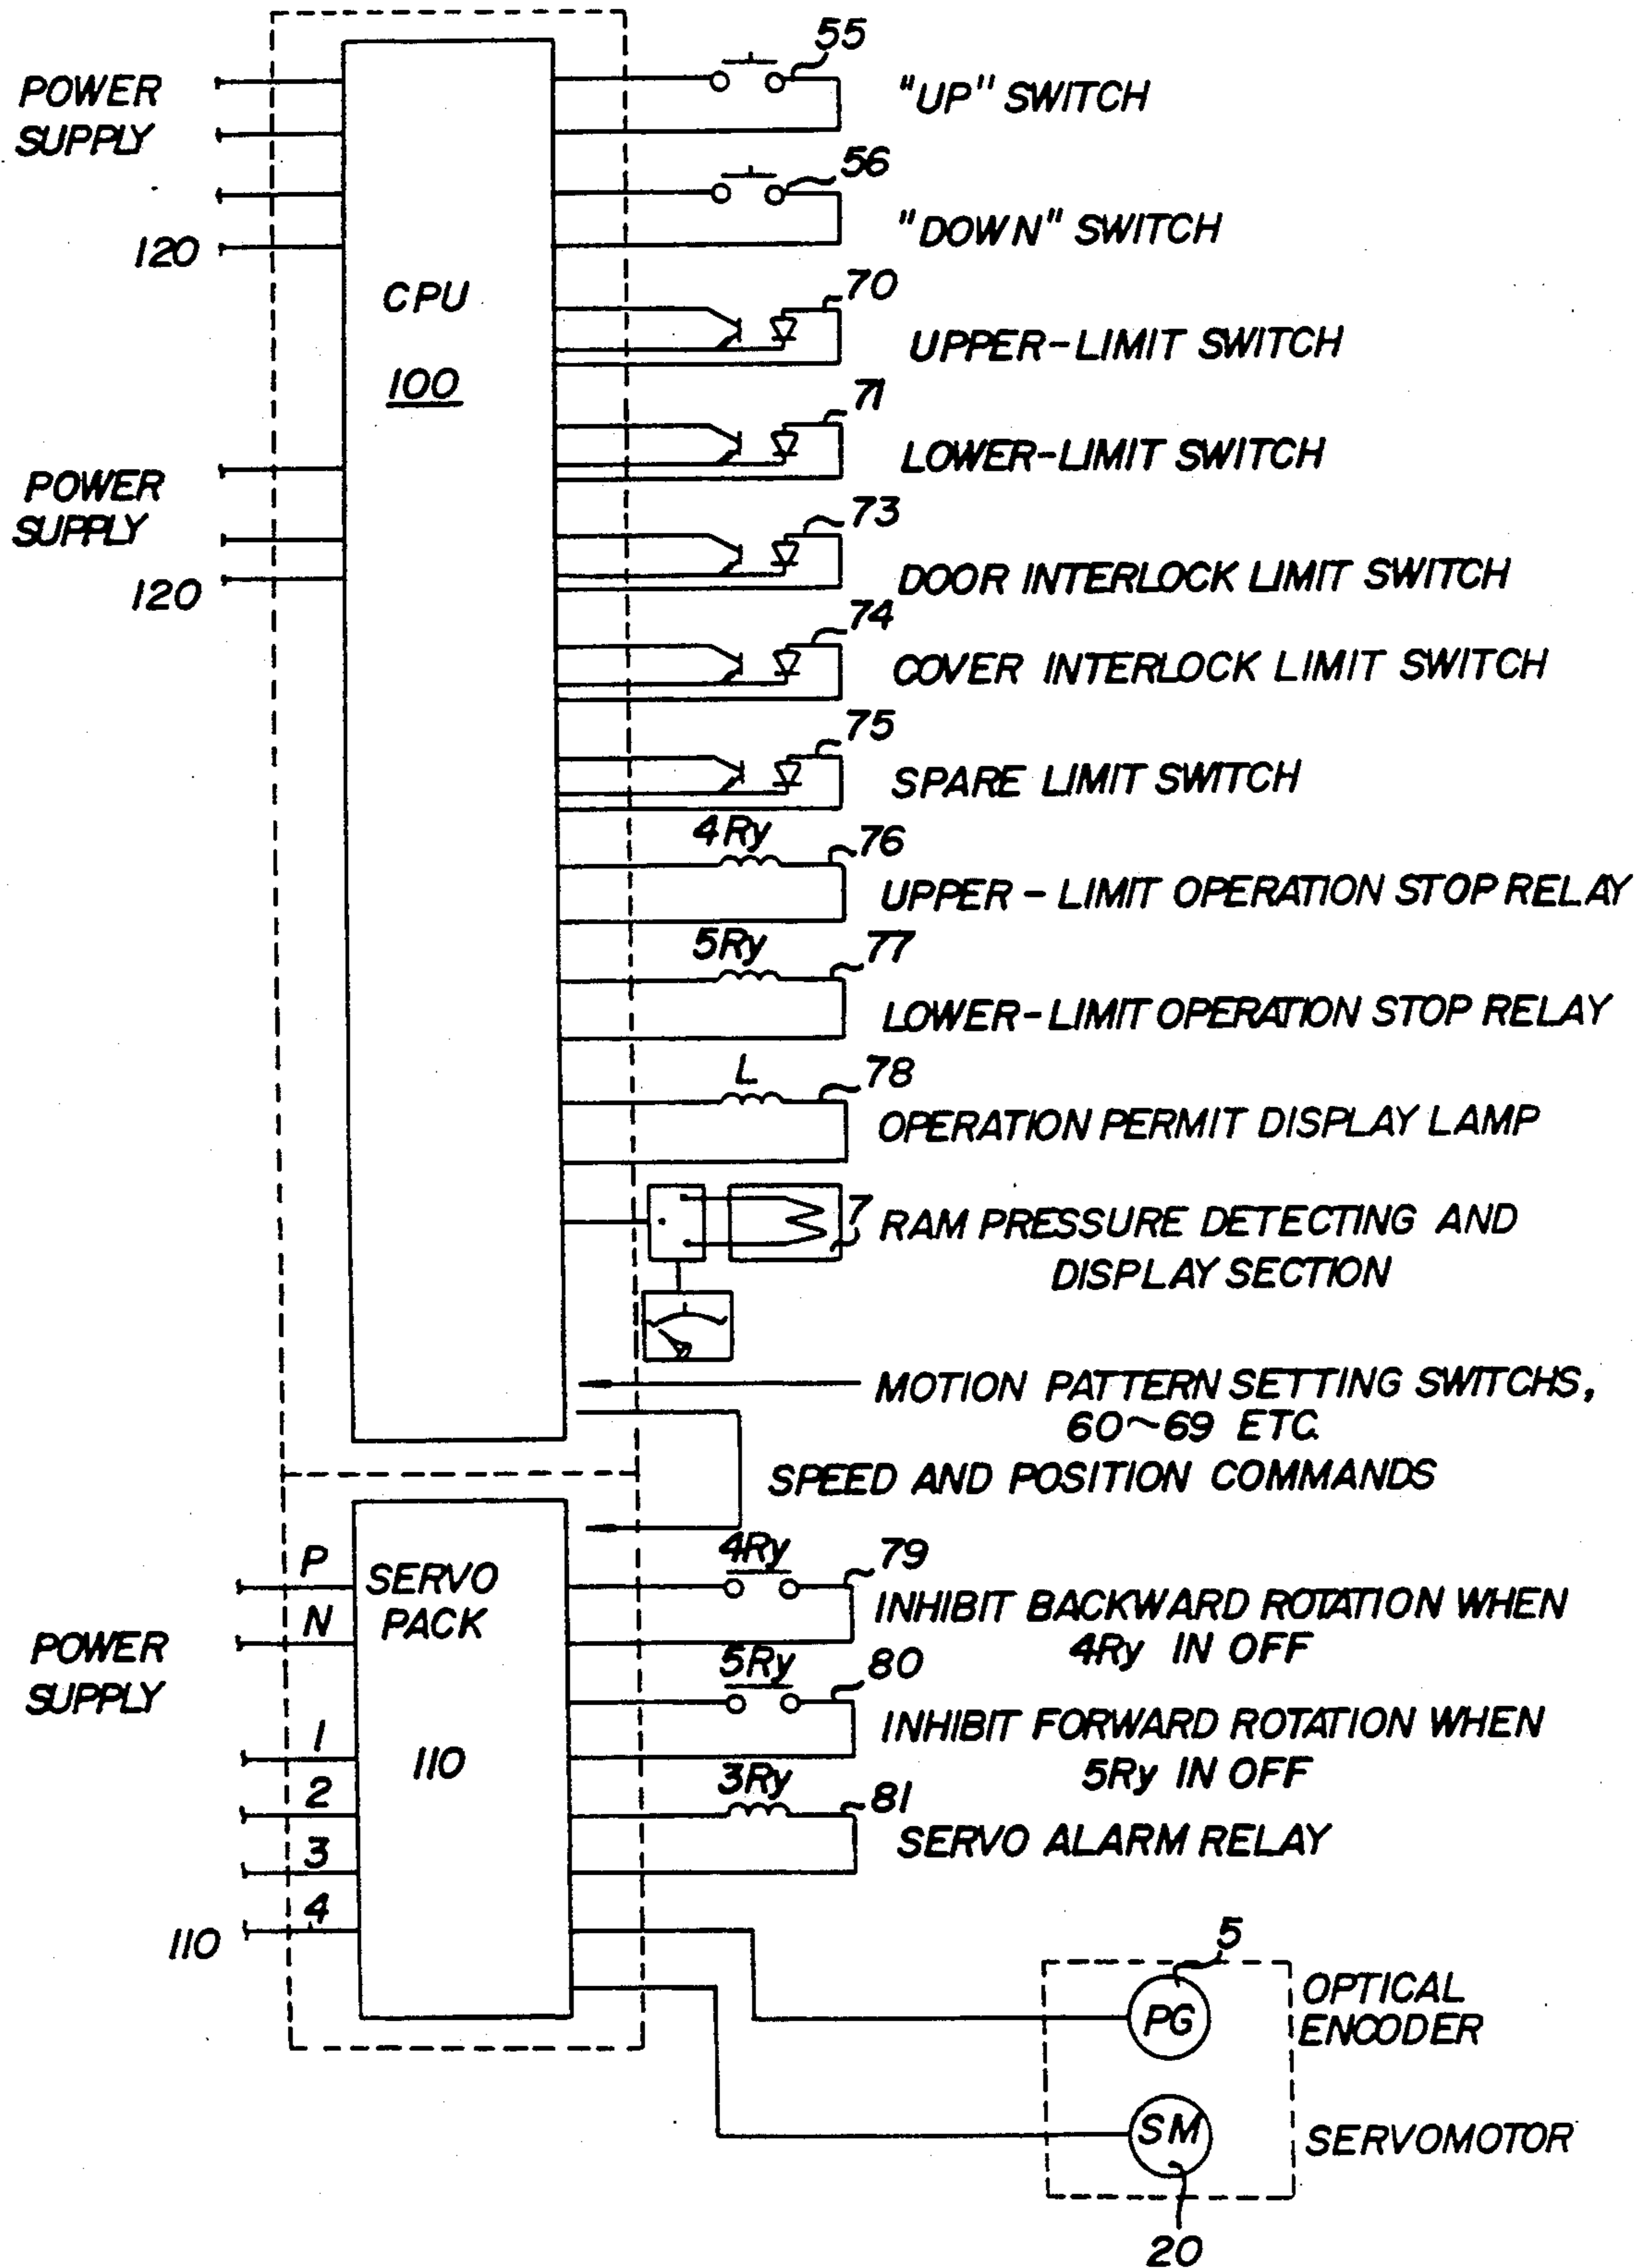 POWER
SUPPLY
120
CPU
100
POWER
SUPPLY
120
55
"UP" SWITCH
56
"DOWN" SWITCH
70
UPPER-LIMIT SWITCH
71
LOWER-LIMIT SWITCH
73
DOOR INTERLOCK LIMIT SWITCH
74
COVER INTERLOCK LIMIT SWITCH
75
SPARE LIMIT SWITCH
4Ry
76
UPPER - LIMIT OPERATION STOP RELAY
5Ry
77
LOWER-LIMIT OPERATION STOP RELAY
L
78
OPERATION PERMIT DISPLAY LAMP
7
RAM PRESSURE DETECTING AND
DISPLAY SECTION
MOTION PATTERN SETTING SWITCHS,
60~69 ETC.
SPEED AND POSITION COMMANDS
P
N
POWER
SUPPLY
1
2
3
4
110
SERVO
PACK
110
4Ry
79
INHIBIT BACKWARD ROTATION WHEN
4Ry IN OFF
5Ry
80
INHIBIT FORWARD ROTATION WHEN
5Ry IN OFF
3Ry
81
SERVO ALARM RELAY
5
PG
OPTICAL
ENCODER
SM
SERVOMOTOR
20